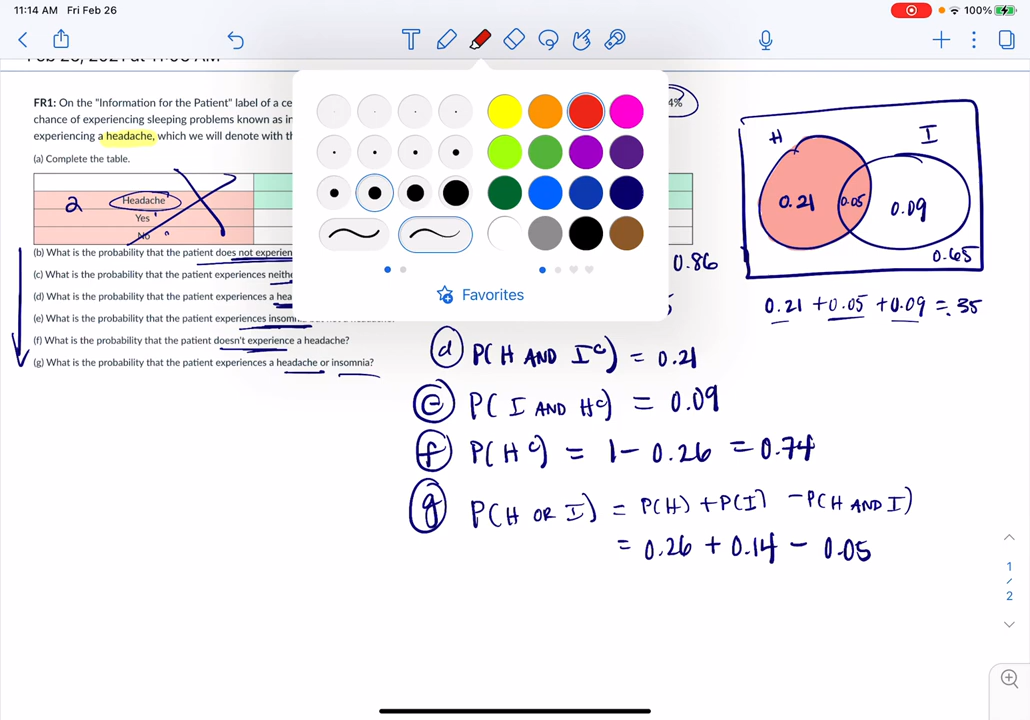 11:14 AM Fri Feb 26
100%
T
FR1: On the "Information for the Patient" label of a ce
4%
chance of experiencing sleeping problems known as in
experiencing a headache, which we will denote with th
(a) Complete the table.
2 Headache
Yes
No
(b) What is the probability that the patient does not experien
(c) What is the probability that the patient experiences neithe
(d) What is the probability that the patient experiences a hea
(e) What is the probability that the patient experiences insomn
(f) What is the probability that the patient doesn't experience a headache?
(g) What is the probability that the patient experiences a headache or insomnia?
Favorites
H I
0.21 0.05 0.09
0.65
0.86
0.21 + 0.05 + 0.09 = .35
d P(H AND I^c) = 0.21
e P(I AND H^c) = 0.09
f P(H^c) = 1 - 0.26 = 0.74
g P(H OR I) = P(H) + P(I) - P(H AND I)
= 0.26 + 0.14 - 0.05
1
/
2